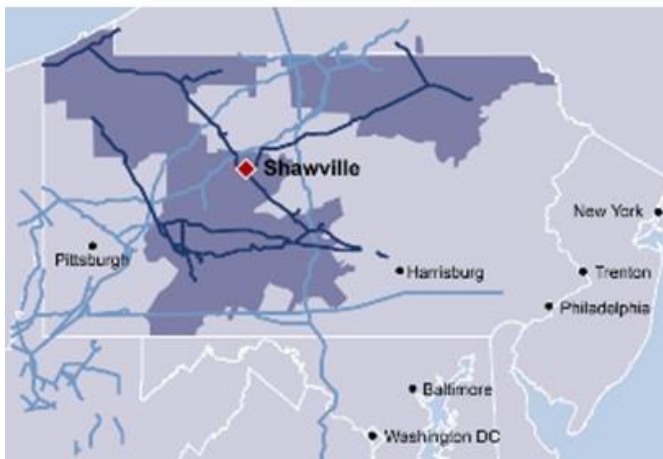 Shawville
New York
Pittsburgh
Harrisburg
Trenton
Philadelphia
Baltimore
Washington DC